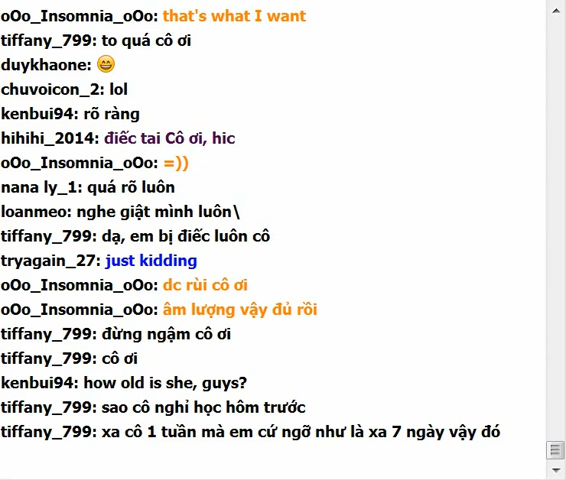 oOo_Insomnia_oOo: that's what I want
tiffany_799: to quá cô ơi
duykhaone: 😄
chuvoicon_2: lol
kenbui94: rõ ràng
hihihi_2014: điếc tai Cô ơi, hic
oOo_Insomnia_oOo: =))
nana ly_1: quá rõ luôn
loanmeo: nghe giật mình luôn\
tiffany_799: dạ, em bị điếc luôn cô
tryagain_27: just kidding
oOo_Insomnia_oOo: dc rùi cô ơi
oOo_Insomnia_oOo: âm lượng vậy đủ rồi
tiffany_799: đừng ngậm cô ơi
tiffany_799: cô ơi
kenbui94: how old is she, guys?
tiffany_799: sao cô nghỉ học hôm trước
tiffany_799: xa cô 1 tuần mà em cứ ngỡ như là xa 7 ngày vậy đó